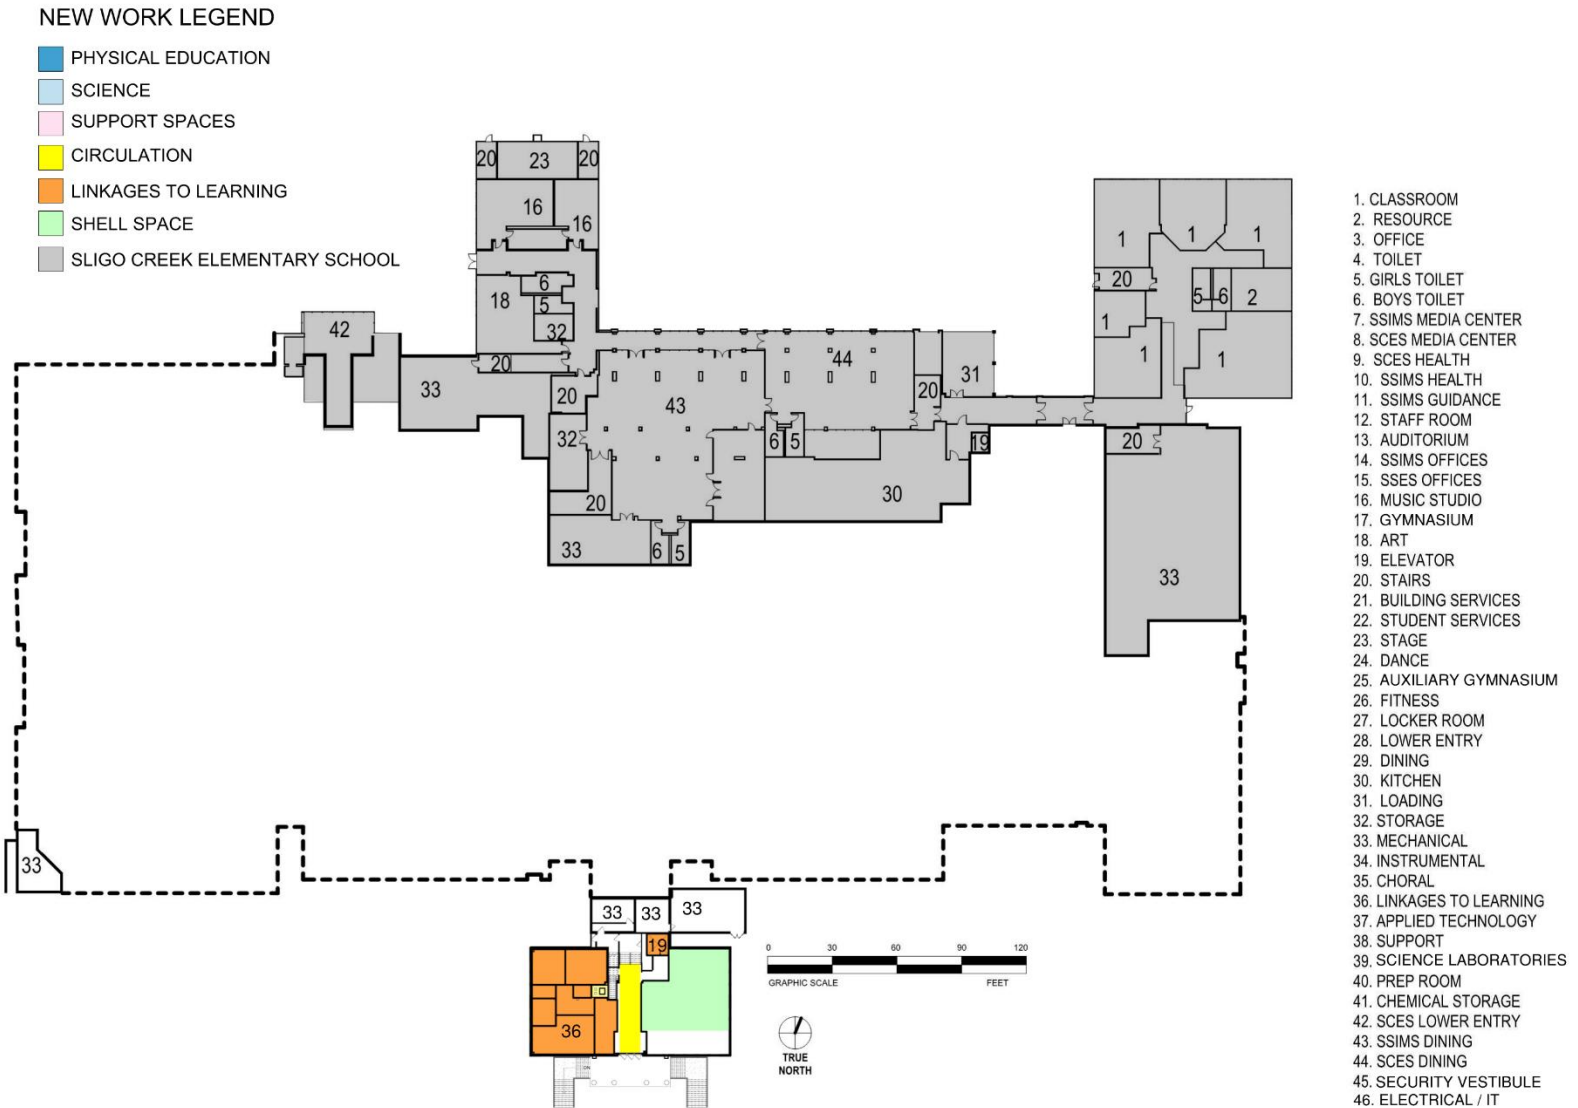 NEW WORK LEGEND
PHYSICAL EDUCATION
SCIENCE
SUPPORT SPACES
CIRCULATION
LINKAGES TO LEARNING
SHELL SPACE
SLIGO CREEK ELEMENTARY SCHOOL
20 23 20
16 16
6
18 5
32
20
42
33
20
43
44
31
20
32
6 5
19
30
20
33 6 5
1 1 1
20
5 6 2
1
1 1
20
33
33
33 33 33
19
36
DN
0 30 60 90 120
GRAPHIC SCALE FEET
TRUE
NORTH
1. CLASSROOM
2. RESOURCE
3. OFFICE
4. TOILET
5. GIRLS TOILET
6. BOYS TOILET
7. SSIMS MEDIA CENTER
8. SCES MEDIA CENTER
9. SCES HEALTH
10. SSIMS HEALTH
11. SSIMS GUIDANCE
12. STAFF ROOM
13. AUDITORIUM
14. SSIMS OFFICES
15. SSES OFFICES
16. MUSIC STUDIO
17. GYMNASIUM
18. ART
19. ELEVATOR
20. STAIRS
21. BUILDING SERVICES
22. STUDENT SERVICES
23. STAGE
24. DANCE
25. AUXILIARY GYMNASIUM
26. FITNESS
27. LOCKER ROOM
28. LOWER ENTRY
29. DINING
30. KITCHEN
31. LOADING
32. STORAGE
33. MECHANICAL
34. INSTRUMENTAL
35. CHORAL
36. LINKAGES TO LEARNING
37. APPLIED TECHNOLOGY
38. SUPPORT
39. SCIENCE LABORATORIES
40. PREP ROOM
41. CHEMICAL STORAGE
42. SCES LOWER ENTRY
43. SSIMS DINING
44. SCES DINING
45. SECURITY VESTIBULE
46. ELECTRICAL / IT